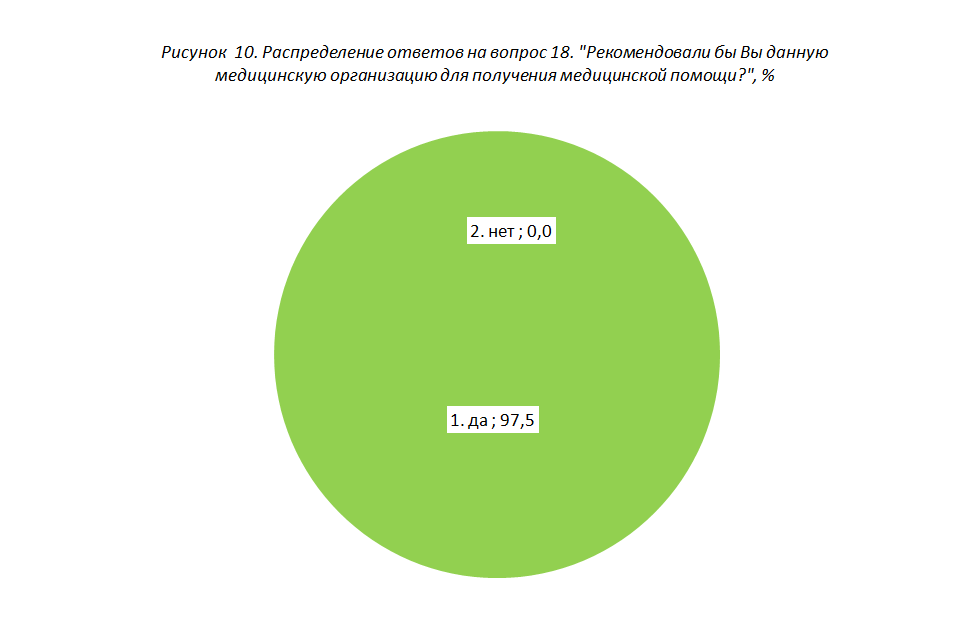 Рисунок 10. Распределение ответов на вопрос 18. "Рекомендовали бы Вы данную
медицинскую организацию для получения медицинской помощи?", %
2. нет ; 0,0
1. да ; 97,5